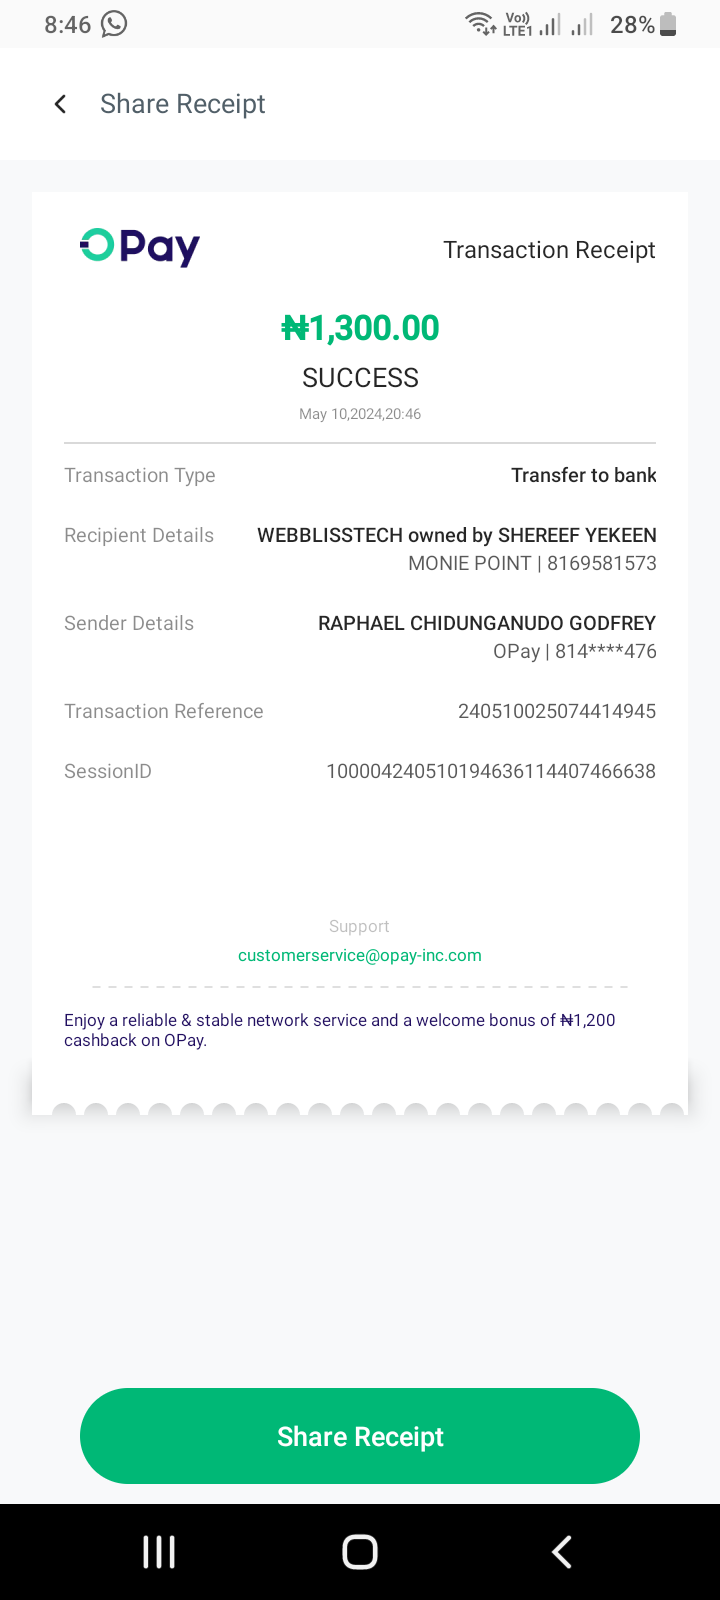 8:46
Vo)) LTE1 28%
Share Receipt
OPay
Transaction Receipt
₦1,300.00
SUCCESS
May 10,2024,20:46
Transaction Type Transfer to bank
Recipient Details WEBBLISSTECH owned by SHEREEF YEKEEN
MONIE POINT | 8169581573
Sender Details RAPHAEL CHIDUNGANUDO GODFREY
OPay | 814****476
Transaction Reference 240510025074414945
SessionID 100004240510194636114407466638
Support
customerservice@opay-inc.com
Enjoy a reliable & stable network service and a welcome bonus of ₦1,200
cashback on OPay.
Share Receipt